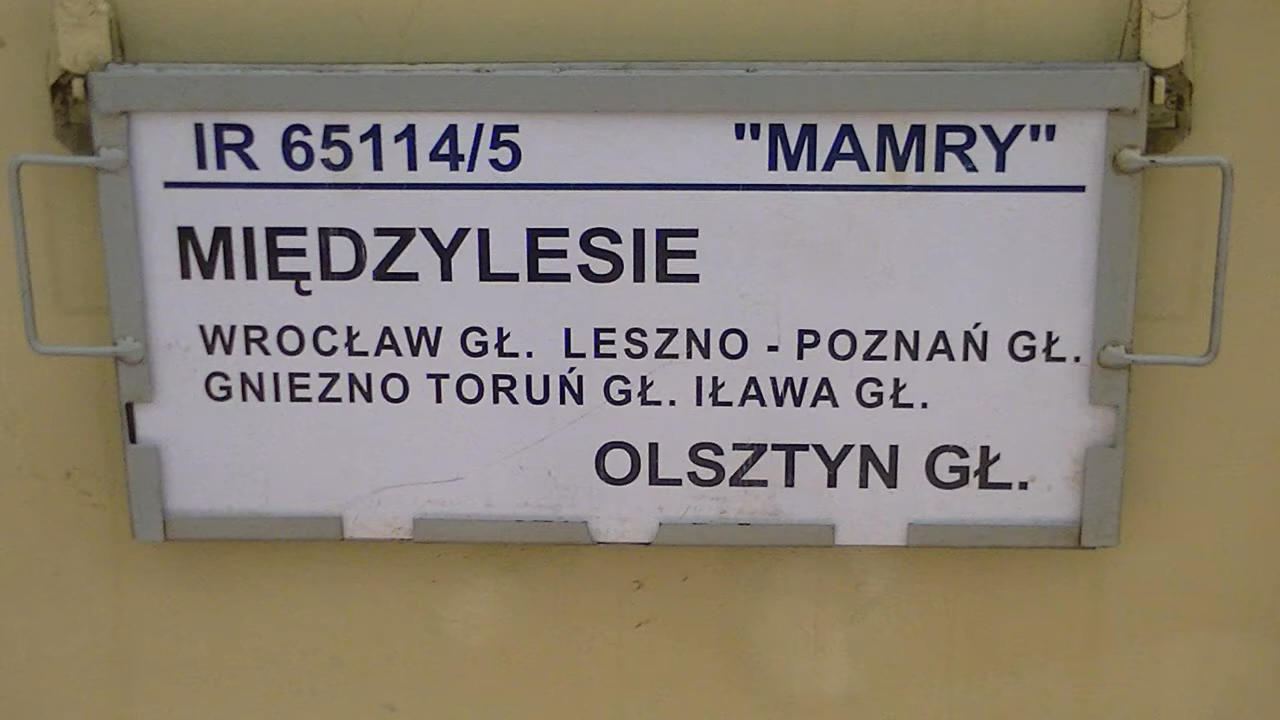 IR 65114/5 "MAMRY"
MIĘDZYLESIE
WROCŁAW GŁ. LESZNO - POZNAŃ GŁ.
GNIEZNO TORUŃ GŁ. IŁAWA GŁ.
OLSZTYN GŁ.